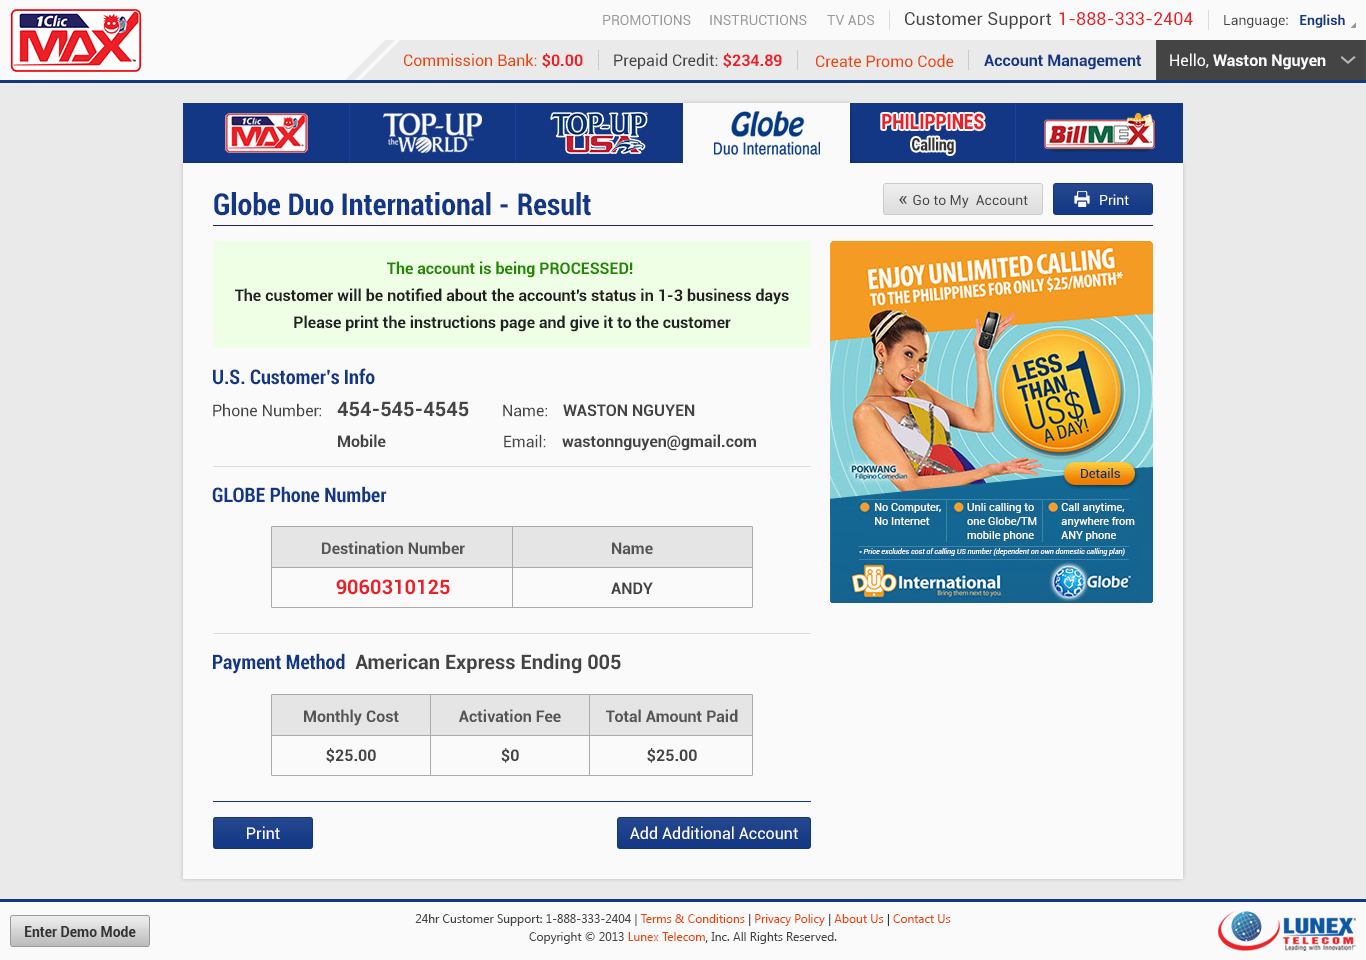 1Clic
MAX
PROMOTIONS INSTRUCTIONS TV ADS Customer Support 1-888-333-2404 Language: English
Commission Bank: $0.00 Prepaid Credit: $234.89 Create Promo Code Account Management Hello, Waston Nguyen
1Clic
MAX
TOP-UP
the WORLD™
TOP-UP
USA
Globe
Duo International
PHILIPPINES
Calling
BillMEX
Globe Duo International - Result
« Go to My Account
Print
The account is being PROCESSED!
The customer will be notified about the account's status in 1-3 business days
Please print the instructions page and give it to the customer
U.S. Customer's Info
Phone Number: 454-545-4545 Name: WASTON NGUYEN
Mobile Email: wastonnguyen@gmail.com
GLOBE Phone Number
Destination Number Name
9060310125 ANDY
Payment Method American Express Ending 005
Monthly Cost Activation Fee Total Amount Paid
$25.00 $0 $25.00
Print
Add Additional Account
ENJOY UNLIMITED CALLING
TO THE PHILIPPINES FOR ONLY $25/MONTH*
LESS
THAN
US$1
A DAY!
POKWANG
Filipino Comedian
Details
No Computer,
No Internet
Unli calling to
one Globe/TM
mobile phone
Call anytime,
anywhere from
ANY phone
• Price excludes cost of calling US number (dependent on own domestic calling plan)
DUO International
Bring them next to you.
Globe
Enter Demo Mode
24hr Customer Support: 1-888-333-2404 | Terms & Conditions | Privacy Policy | About Us | Contact Us
Copyright © 2013 Lunex Telecom, Inc. All Rights Reserved.
LUNEX
TELECOM
Leading with Innovation!